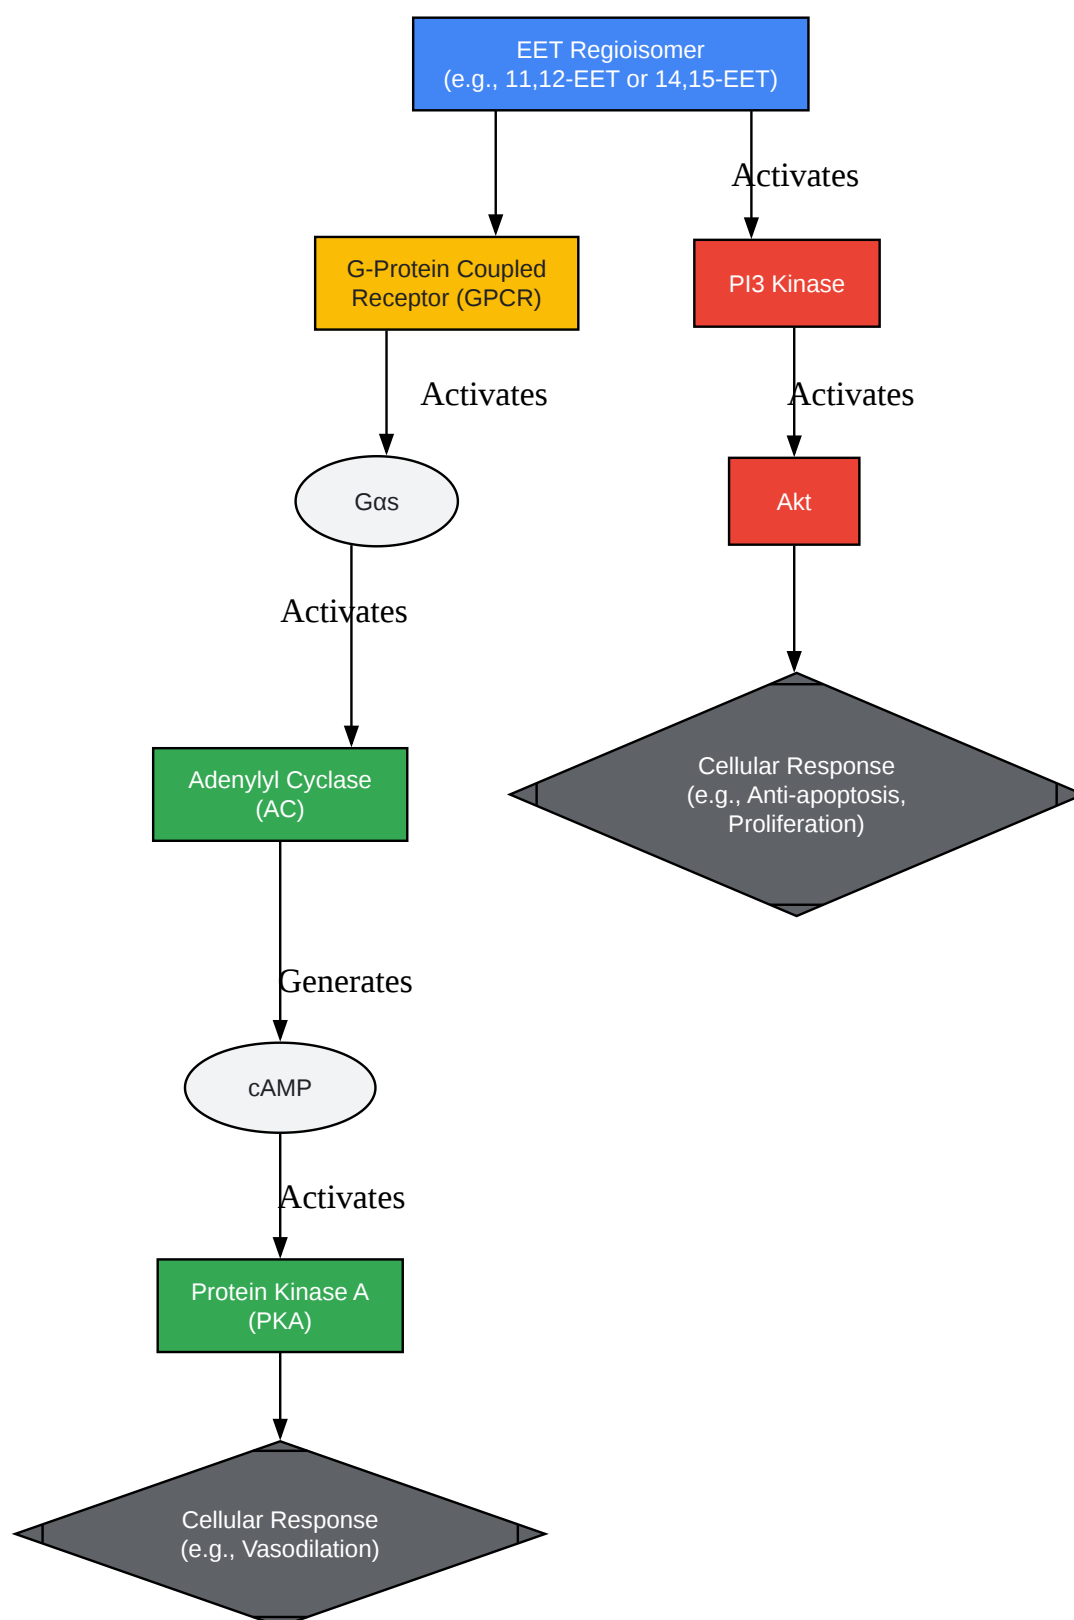 EET Regioisomer
(e.g., 11,12-EET or 14,15-EET)
Activates
G-Protein Coupled
Receptor (GPCR)
PI3 Kinase
Activates
Activates
Gαs
Akt
Activates
Adenylyl Cyclase
(AC)
Cellular Response
(e.g., Anti-apoptosis,
Proliferation)
Generates
cAMP
Activates
Protein Kinase A
(PKA)
Cellular Response
(e.g., Vasodilation)